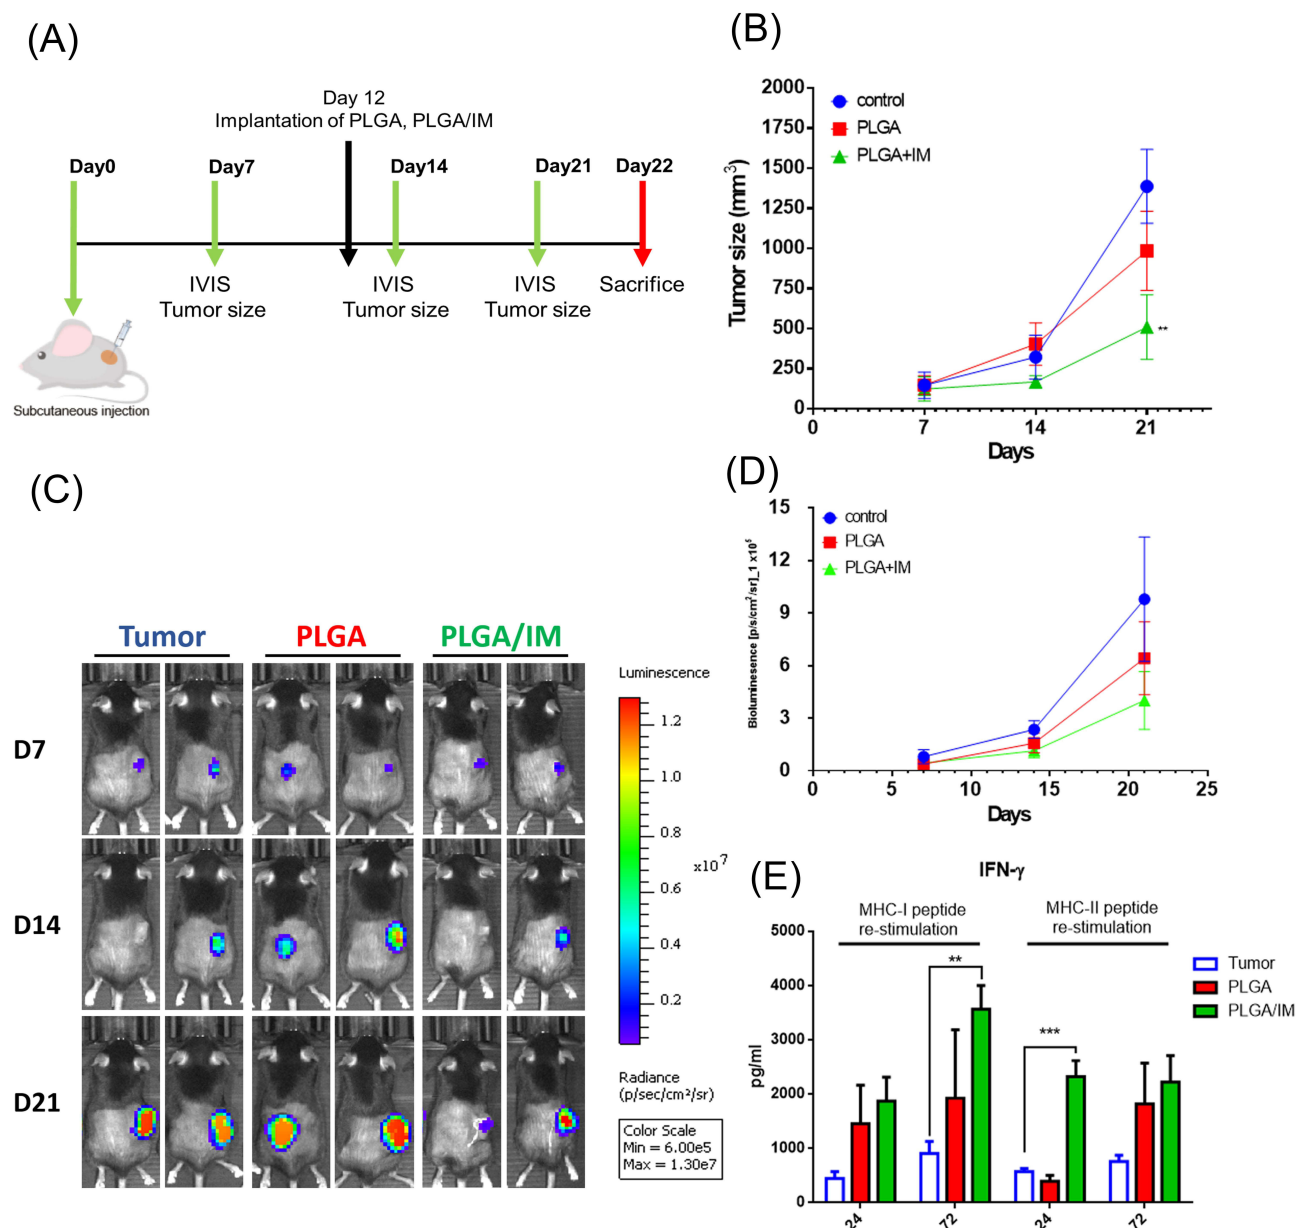 (A)
Day 12
Implantation of PLGA, PLGA/IM
Day0
Day7
Day14
Day21
Day22
IVIS
Tumor size
IVIS
Tumor size
IVIS
Tumor size
Sacrifice
Subcutaneous injection
(B)
2000
1750
1500
1250
1000
750
500
250
0
Tumor size (mm³)
control
PLGA
PLGA+IM
**
0
7
14
21
Days
(C)
Tumor
PLGA
PLGA/IM
D7
D14
D21
Luminescence
1.2
1.0
0.8
0.6
0.4
0.2
x10⁷
Radiance
(p/sec/cm²/sr)
Color Scale
Min = 6.00e5
Max = 1.30e7
(D)
15
12
9
6
3
0
Bioluminesence [p/s/cm²/sr]_1 x10⁵
control
PLGA
PLGA+IM
0
5
10
15
20
25
Days
(E)
IFN-γ
MHC-I peptide
re-stimulation
MHC-II peptide
re-stimulation
5000
4000
3000
2000
1000
0
pg/ml
**
***
Tumor
PLGA
PLGA/IM
24
72
24
72